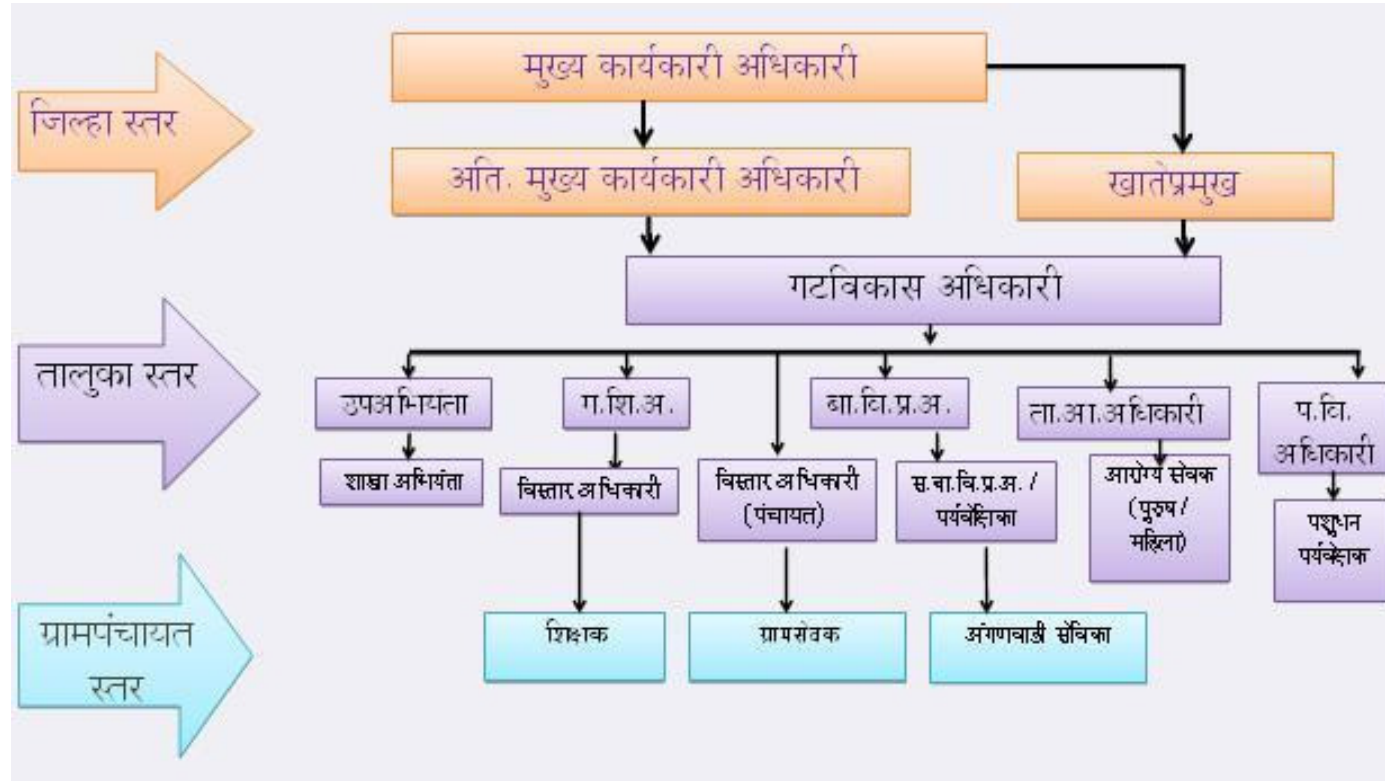 मुख्य कार्यकारी अधिकारी
जिल्हा स्तर
अति. मुख्य कार्यकारी अधिकारी
खातेप्रमुख
गटविकास अधिकारी
तालुका स्तर
उपअभियंता
ग.शि.अ.
बा.वि.प्र.अ.
ता.आ.अधिकारी
प.वि.
अधिकारी
शाखा अभियंता
विस्तार अधिकारी
विस्तार अधिकारी
(पंचायत)
स.बा.वि.प्र.अ. /
पर्यवेक्षिका
आरोग्य सेवक
(पुरुष /
महिला)
पशुधन
पर्यवेक्षक
ग्रामपंचायत
स्तर
शिक्षक
ग्रामसेवक
अंगणवाडी सेविका